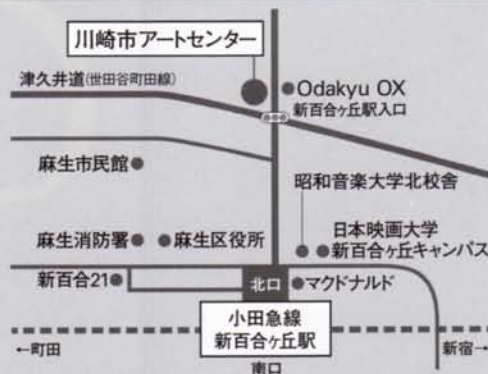 川崎市アートセンター
津久井道(世田谷町田線)
Odakyu OX
新百合ヶ丘駅入口
麻生市民館
昭和音楽大学北校舎
麻生消防署
麻生区役所
日本映画大学
新百合ヶ丘キャンパス
新百合21
北口
マクドナルド
小田急線
新百合ヶ丘駅
←町田
新宿→
南口